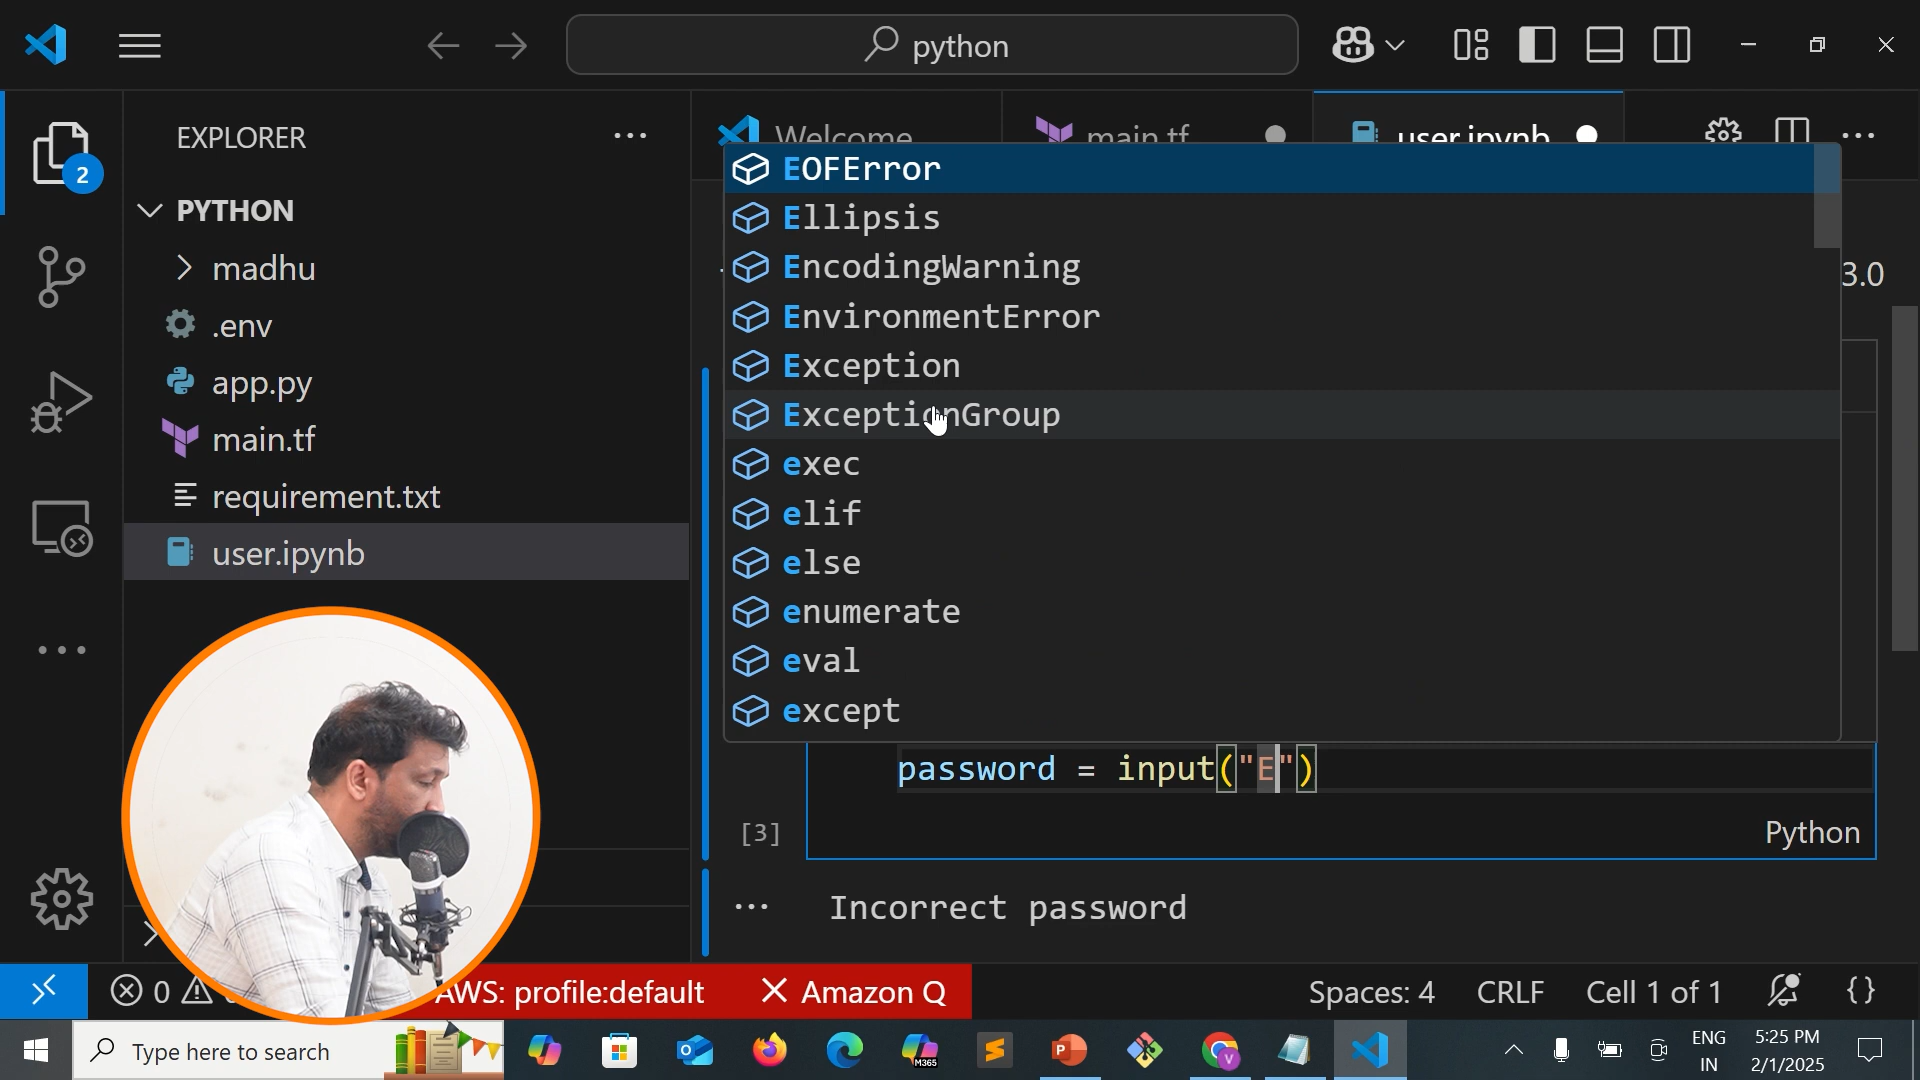 python
EXPLORER
2
PYTHON
madhu
.env
app.py
main.tf
requirement.txt
user.ipynb
Welcome
main.tf
user.ipynb
EOFError
Ellipsis
EncodingWarning
EnvironmentError
Exception
ExceptionGroup
exec
elif
else
enumerate
eval
except
3.0
password = input("E")
[3]
Python
Incorrect password
0
AWS: profile:default
Amazon Q
Spaces: 4
CRLF
Cell 1 of 1
{}
Type here to search
M365
ENG
IN
5:25 PM
2/1/2025